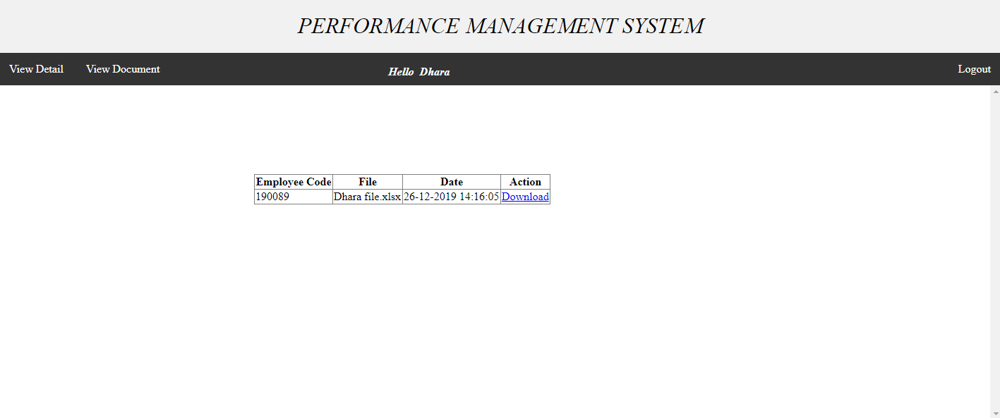 PERFORMANCE MANAGEMENT SYSTEM
View Detail View Document Hello Dhara Logout
Employee Code File Date Action
190089 Dhara file.xlsx 26-12-2019 14:16:05 Download